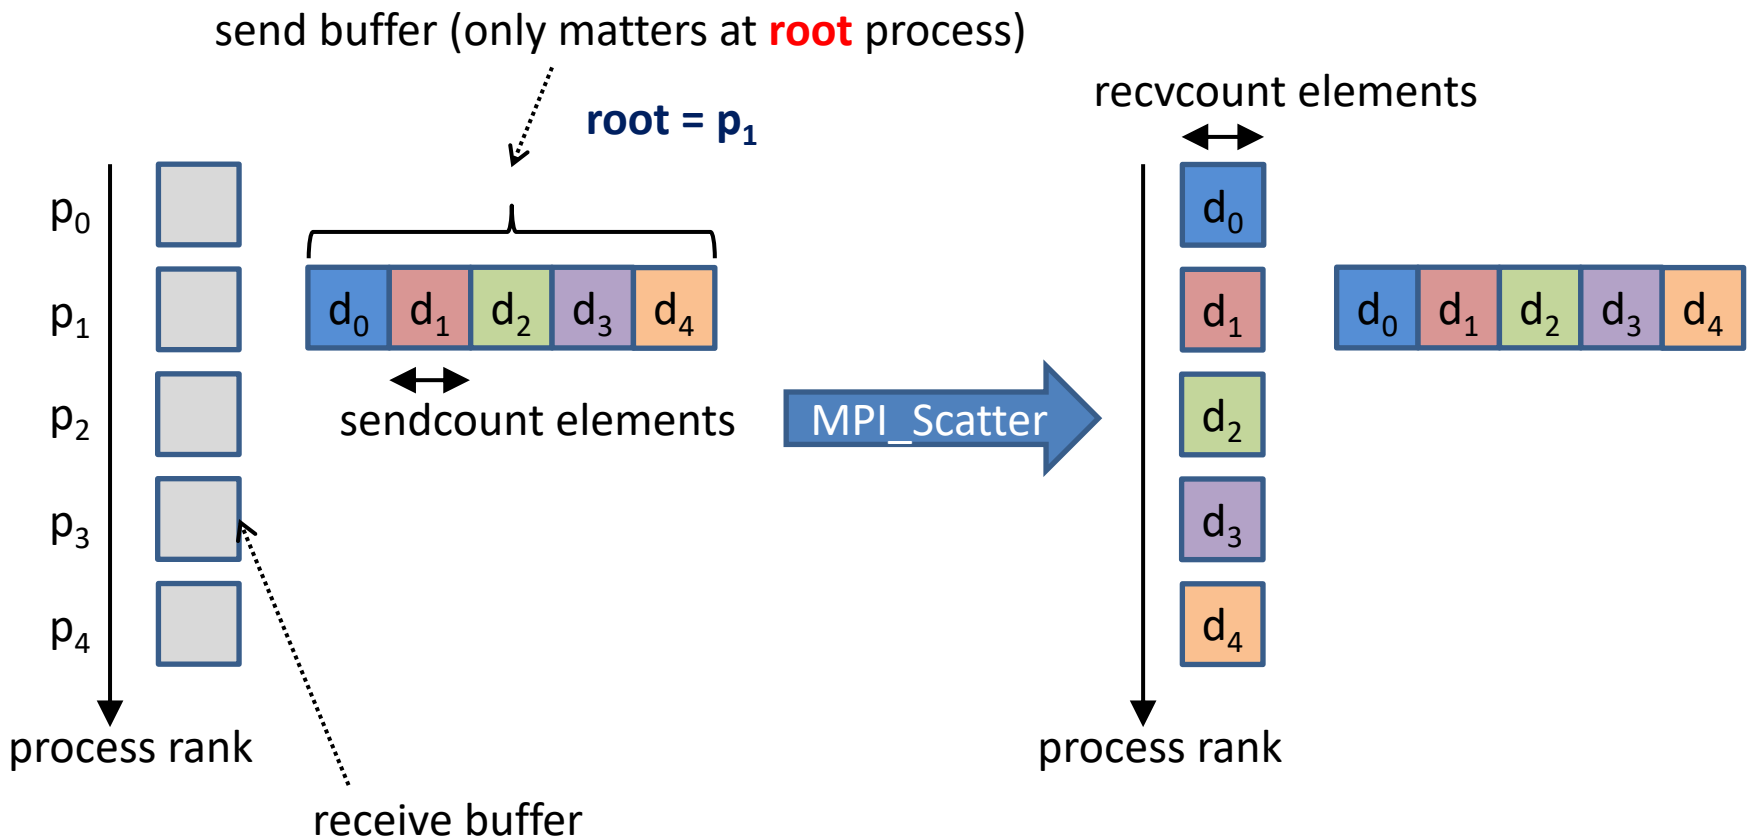 send buffer (only matters at root process)
root = p₁
recvcount elements
p₀
p₁
p₂
p₃
p₄
d₀ d₁ d₂ d₃ d₄
sendcount elements
MPI_Scatter
process rank
receive buffer
d₀
d₁
d₂
d₃
d₄
d₀ d₁ d₂ d₃ d₄
process rank